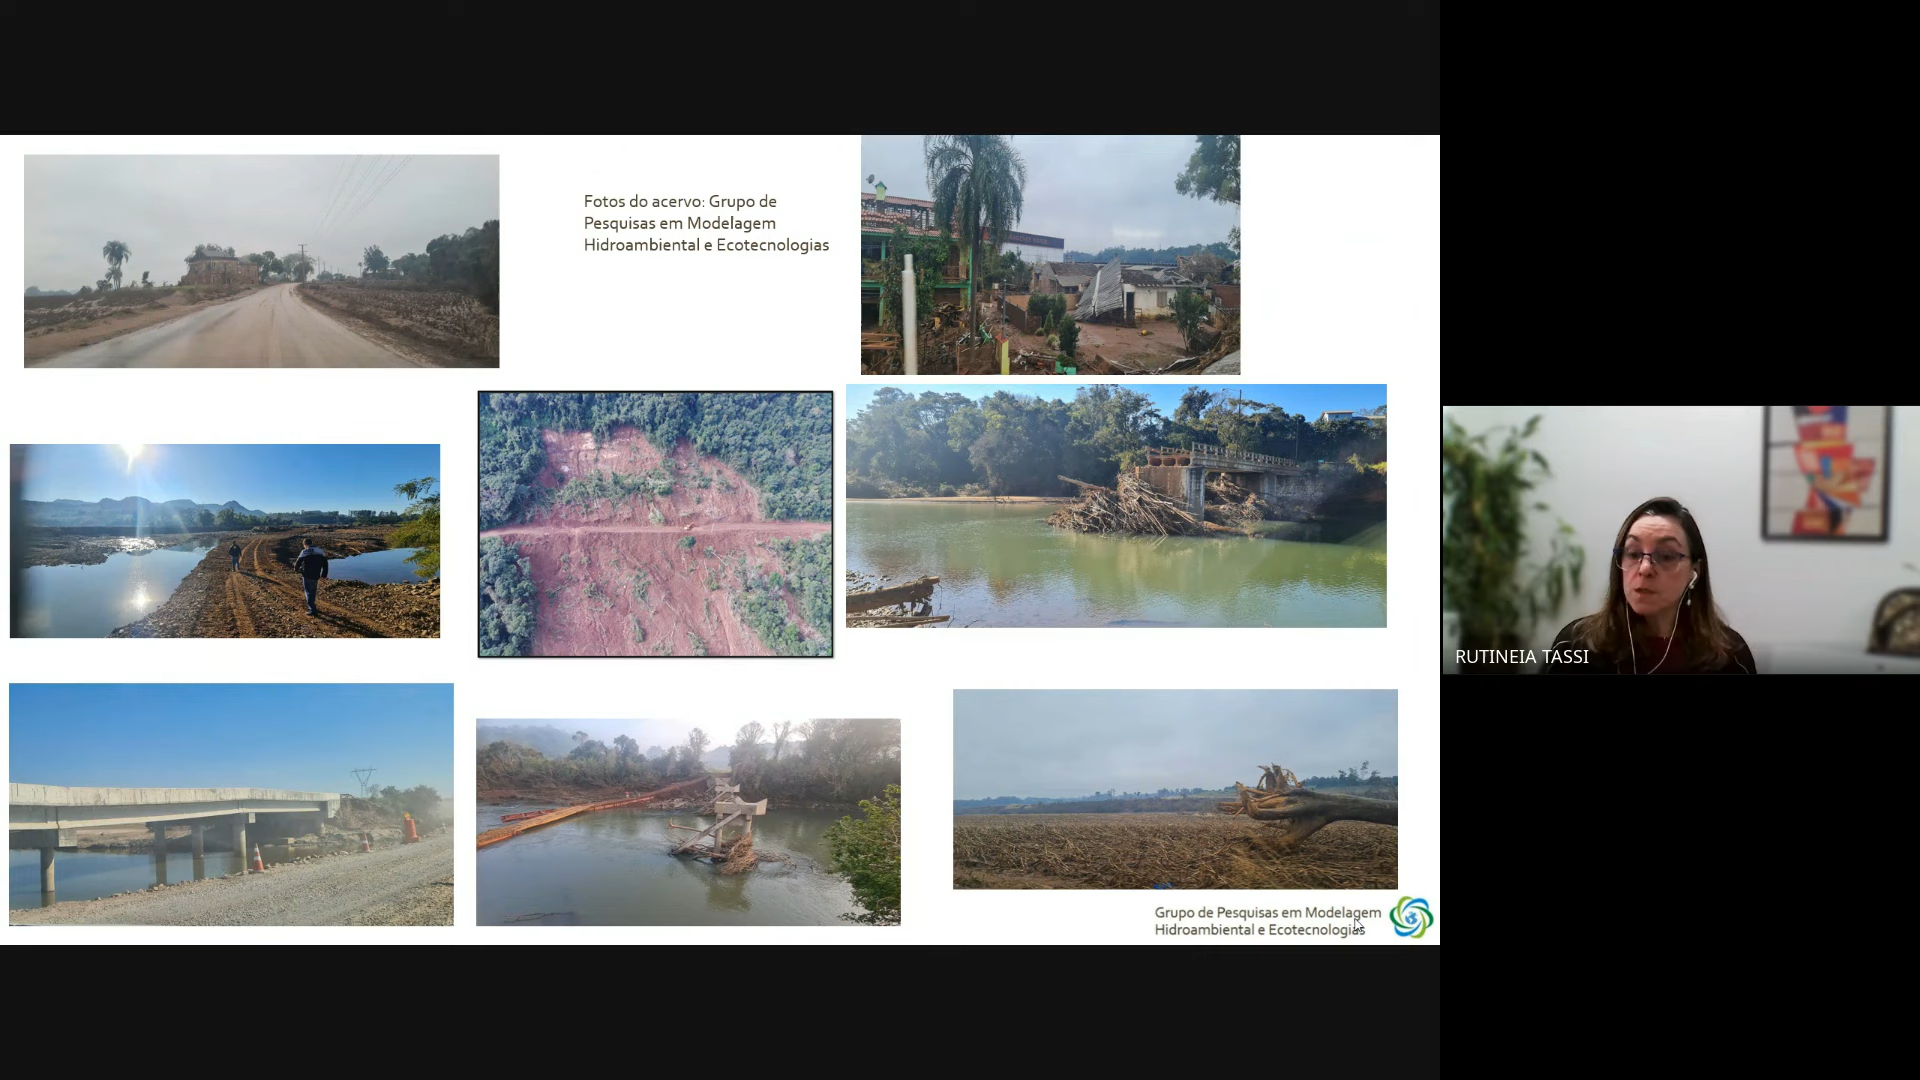 Fotos do acervo: Grupo de
Pesquisas em Modelagem
Hidroambiental e Ecotecnologias
RUTINEIA TASSI
Grupo de Pesquisas em Modelagem
Hidroambiental e Ecotecnologias